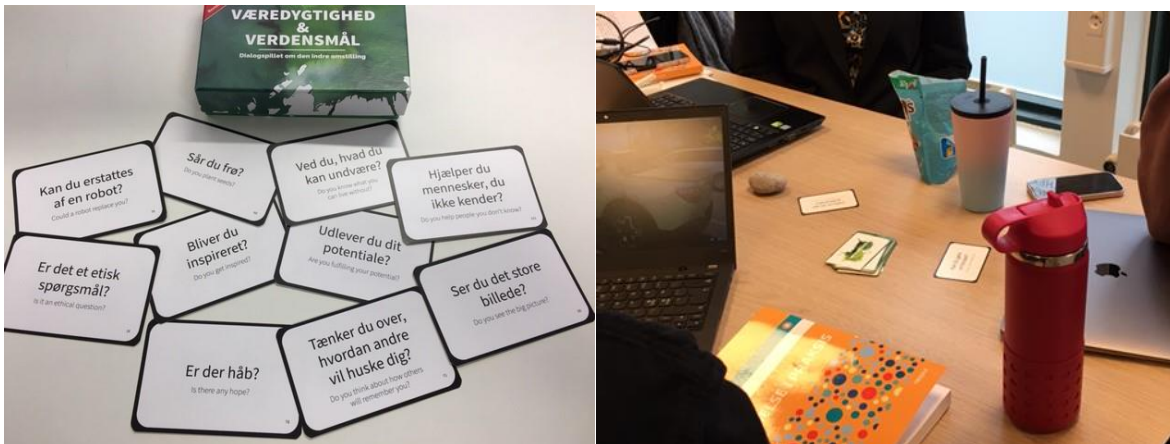 VÆREDYGTIGHED
&
VERDENSMÅL
Dialogspillet om den indre omstilling
Kan du erstattes
af en robot?
Could a robot replace you?
Sår du frø?
Do you plant seeds?
Ved du, hvad du
kan undvære?
Do you know what you
can live without?
Hjælper du
mennesker, du
ikke kender?
Do you help people you don't know?
Er det et etisk
spørgsmål?
Is it an ethical question?
Bliver du
inspireret?
Do you get inspired?
Udlever du dit
potentiale?
Are you fulfilling your potential?
Ser du det store
billede?
Do you see the big picture?
Er der håb?
Is there any hope?
Tænker du over,
hvordan andre
vil huske dig?
Do you think about how others
will remember you?